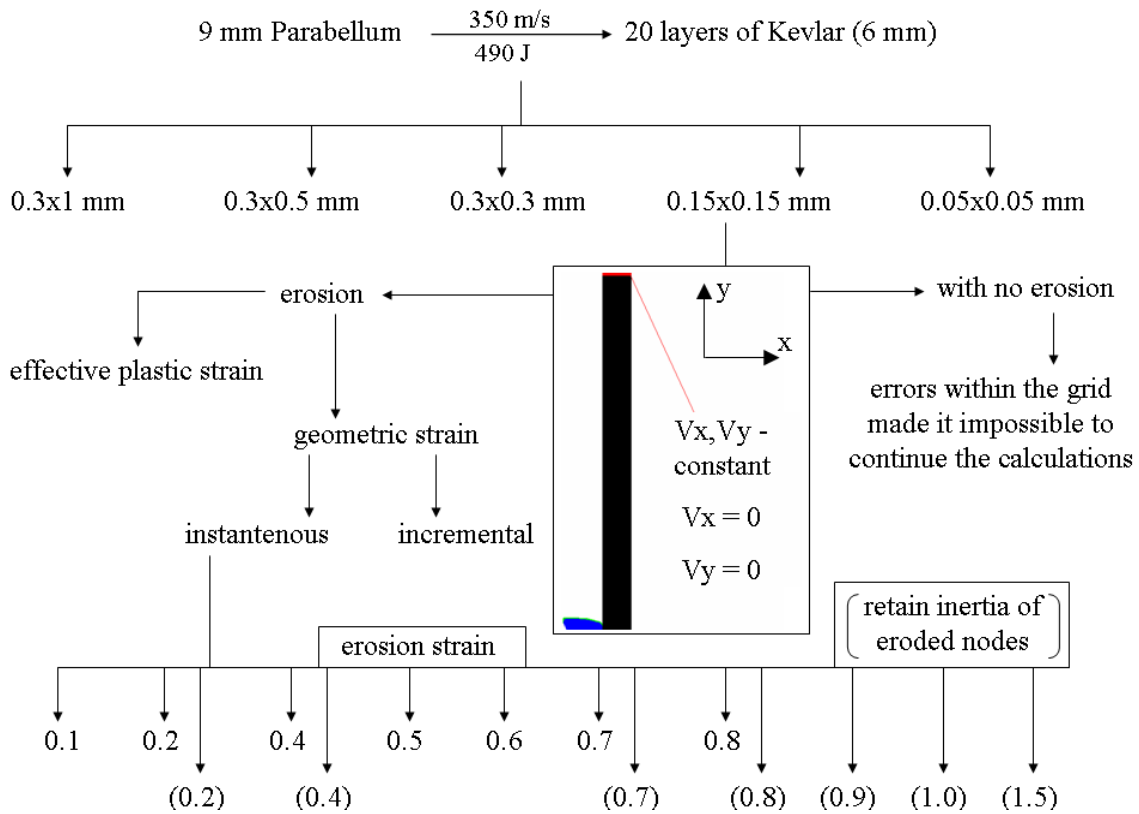 9 mm Parabellum
350 m/s
490 J
20 layers of Kevlar (6 mm)
0.3x1 mm
0.3x0.5 mm
0.3x0.3 mm
0.15x0.15 mm
0.05x0.05 mm
erosion
effective plastic strain
geometric strain
instantenous
incremental
y
x
Vx,Vy -
constant
Vx = 0
Vy = 0
with no erosion
errors within the grid
made it impossible to
continue the calculations
erosion strain
(retain inertia of
eroded nodes)
0.1
0.2
0.4
0.5
0.6
0.7
0.8
(0.2)
(0.4)
(0.7)
(0.8)
(0.9)
(1.0)
(1.5)